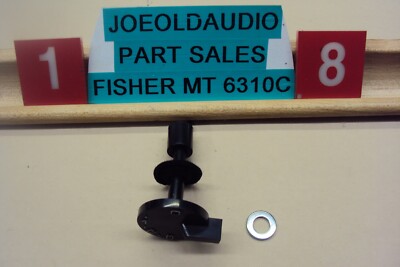 JOEOLDAUDIO
1 PART SALES 8
FISHER MT 6310C